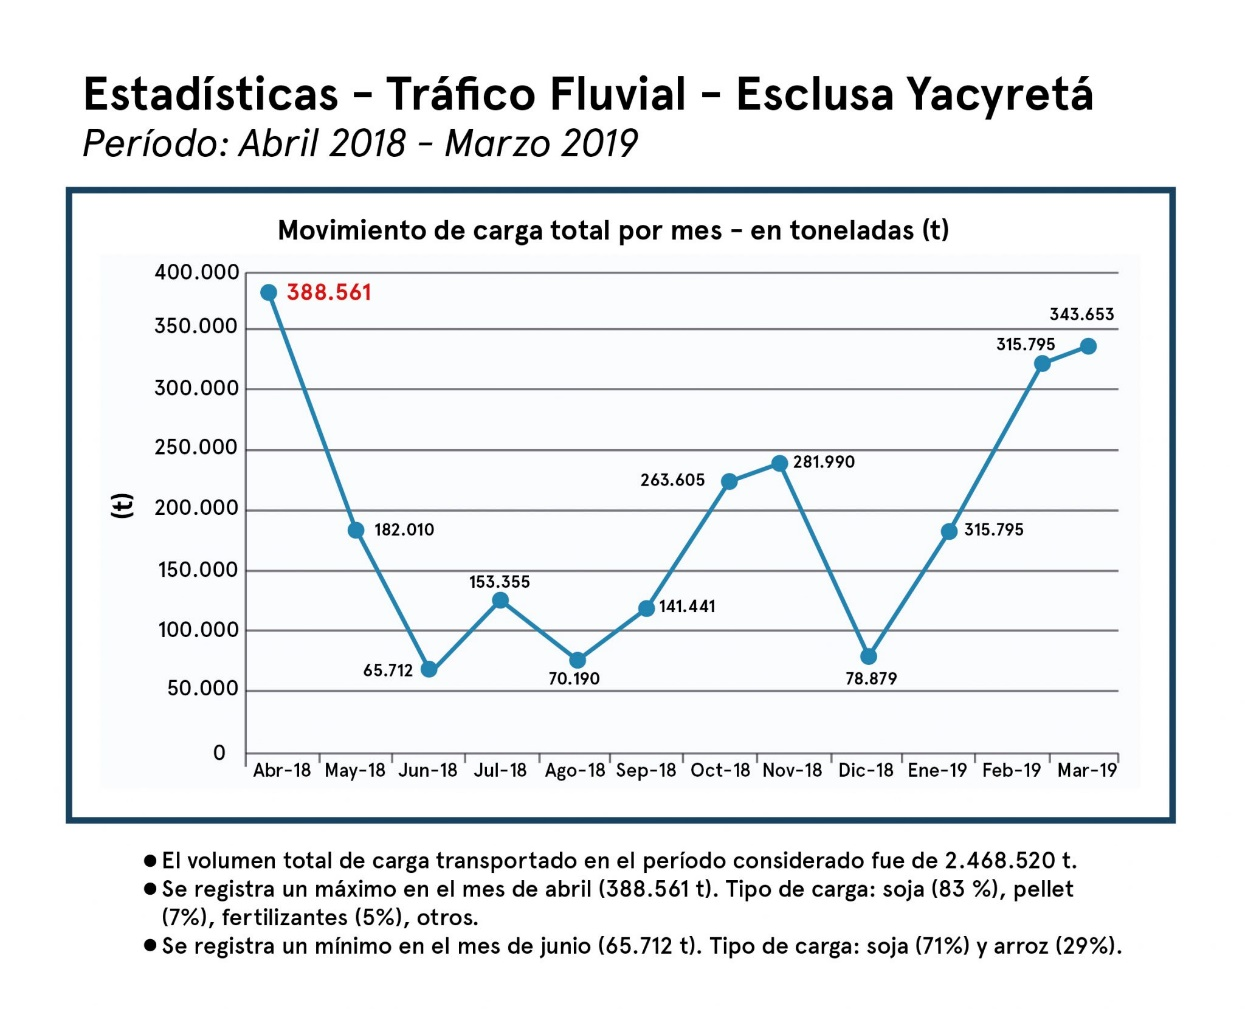 Estadísticas – Tráfico Fluvial – Esclusa Yacyretá
Período: Abril 2018 - Marzo 2019
Movimiento de carga total por mes - en toneladas (t)
400.000
388.561
343.653
350.000
315.795
300.000
250.000
281.990
263.605
(t)
200.000
182.010
315.795
150.000
153.355
141.441
100.000
65.712
70.190
78.879
50.000
0
Abr-18 May-18 Jun-18 Jul-18 Ago-18 Sep-18 Oct-18 Nov-18 Dic-18 Ene-19 Feb-19 Mar-19
● El volumen total de carga transportado en el período considerado fue de 2.468.520 t.
● Se registra un máximo en el mes de abril (388.561 t). Tipo de carga: soja (83 %), pellet
(7%), fertilizantes (5%), otros.
● Se registra un mínimo en el mes de junio (65.712 t). Tipo de carga: soja (71%) y arroz (29%).